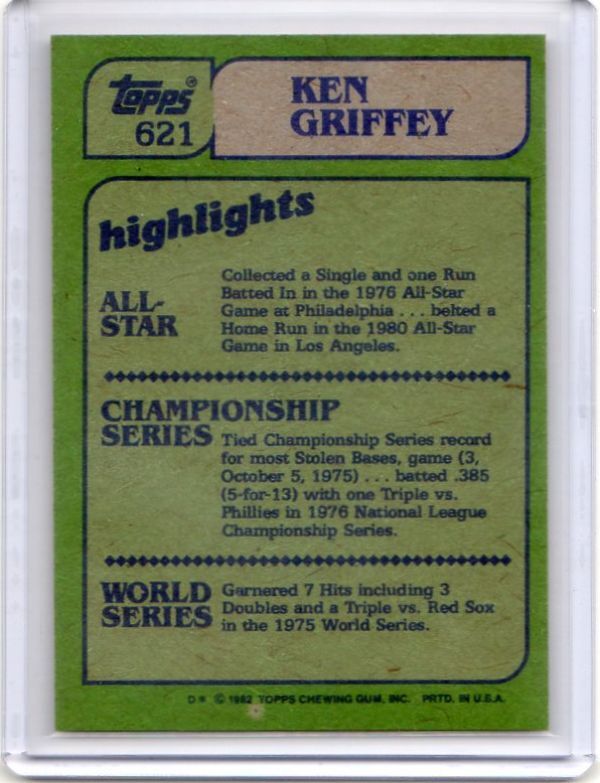 topps®
621
KEN
GRIFFEY
highlights
ALL-
STAR
Collected a Single and one Run
Batted In in the 1976 All-Star
Game at Philadelphia . . . belted a
Home Run in the 1980 All-Star
Game in Los Angeles.
CHAMPIONSHIP
SERIES
Tied Championship Series record
for most Stolen Bases, game (3,
October 5, 1975) . . . batted .385
(5-for-13) with one Triple vs.
Phillies in 1976 National League
Championship Series.
WORLD
SERIES
Garnered 7 Hits including 3
Doubles and a Triple vs. Red Sox
in the 1975 World Series.
D* © 1982 TOPPS CHEWING GUM, INC. PRTD. IN U.S.A.